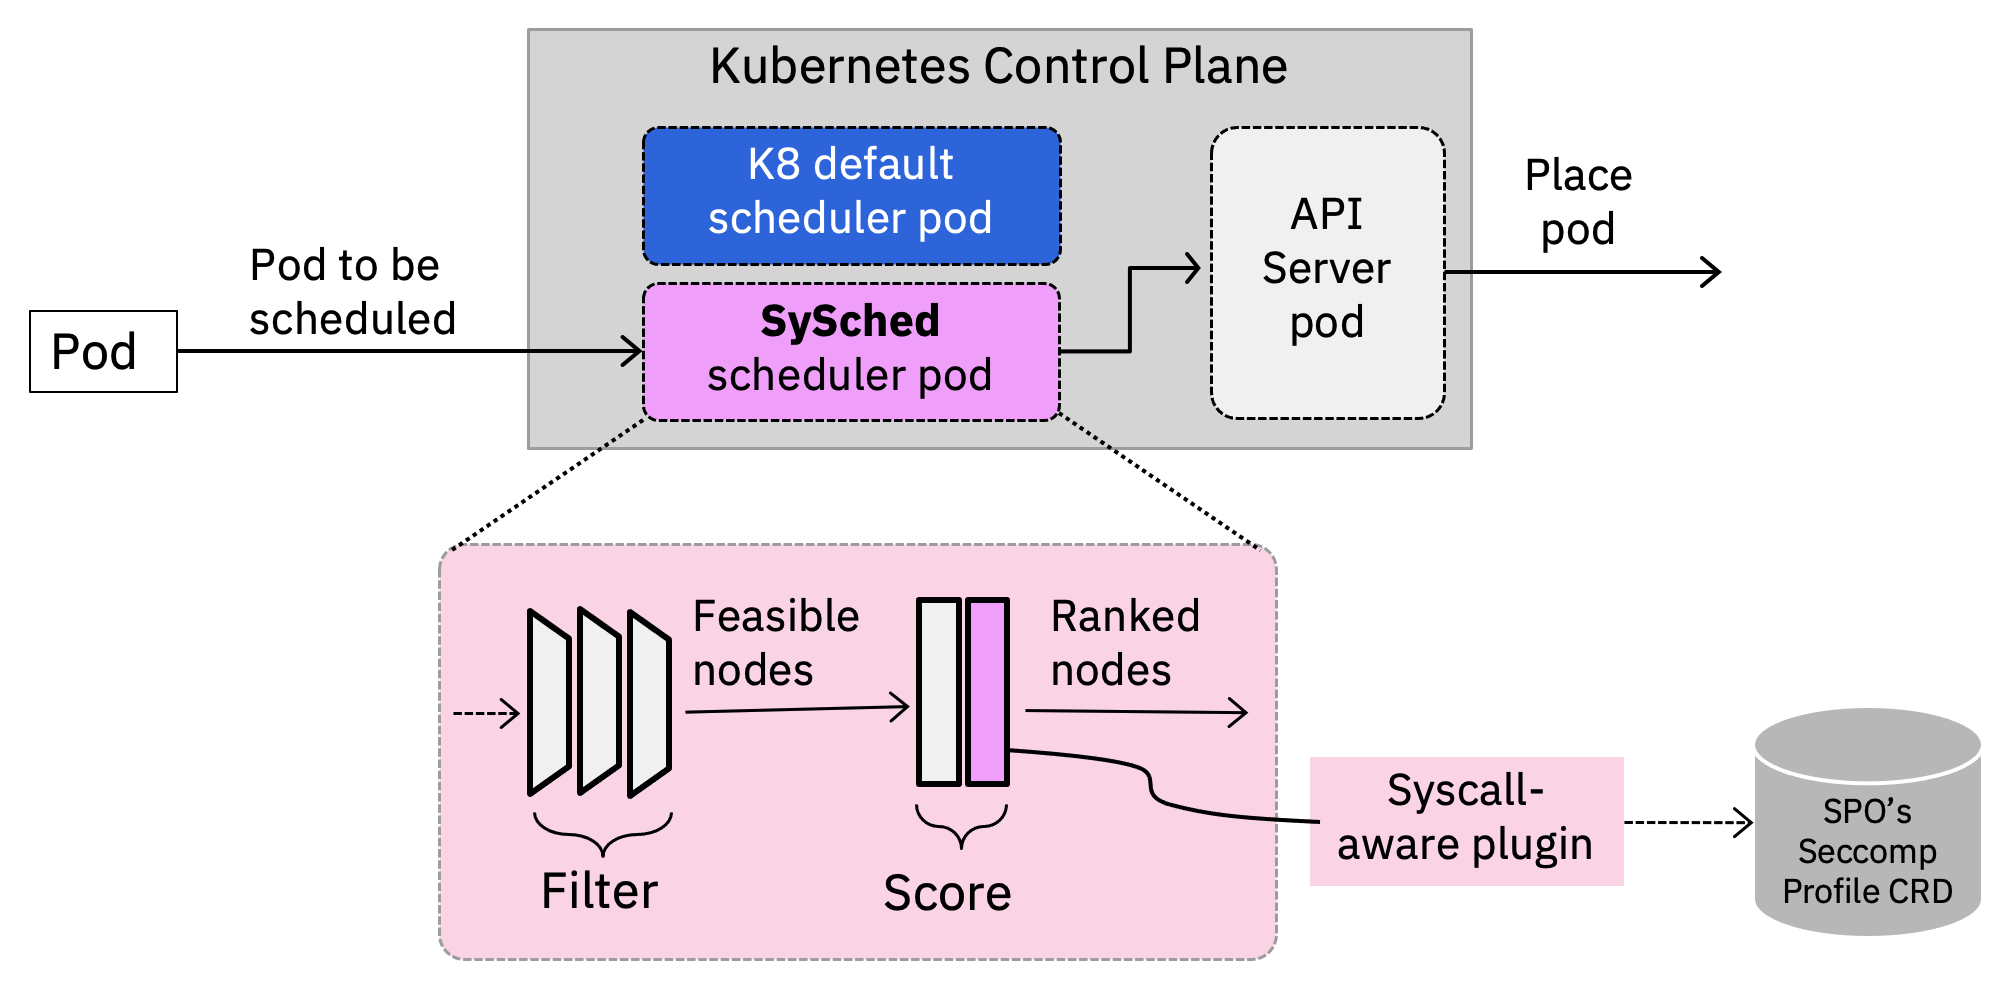 Kubernetes Control Plane
K8 default
scheduler pod
SySched
scheduler pod
API
Server
pod
Place
pod
Pod to be
scheduled
Pod
Feasible
nodes
Ranked
nodes
Filter
Score
Syscall-
aware plugin
SPO’s
Seccomp
Profile CRD